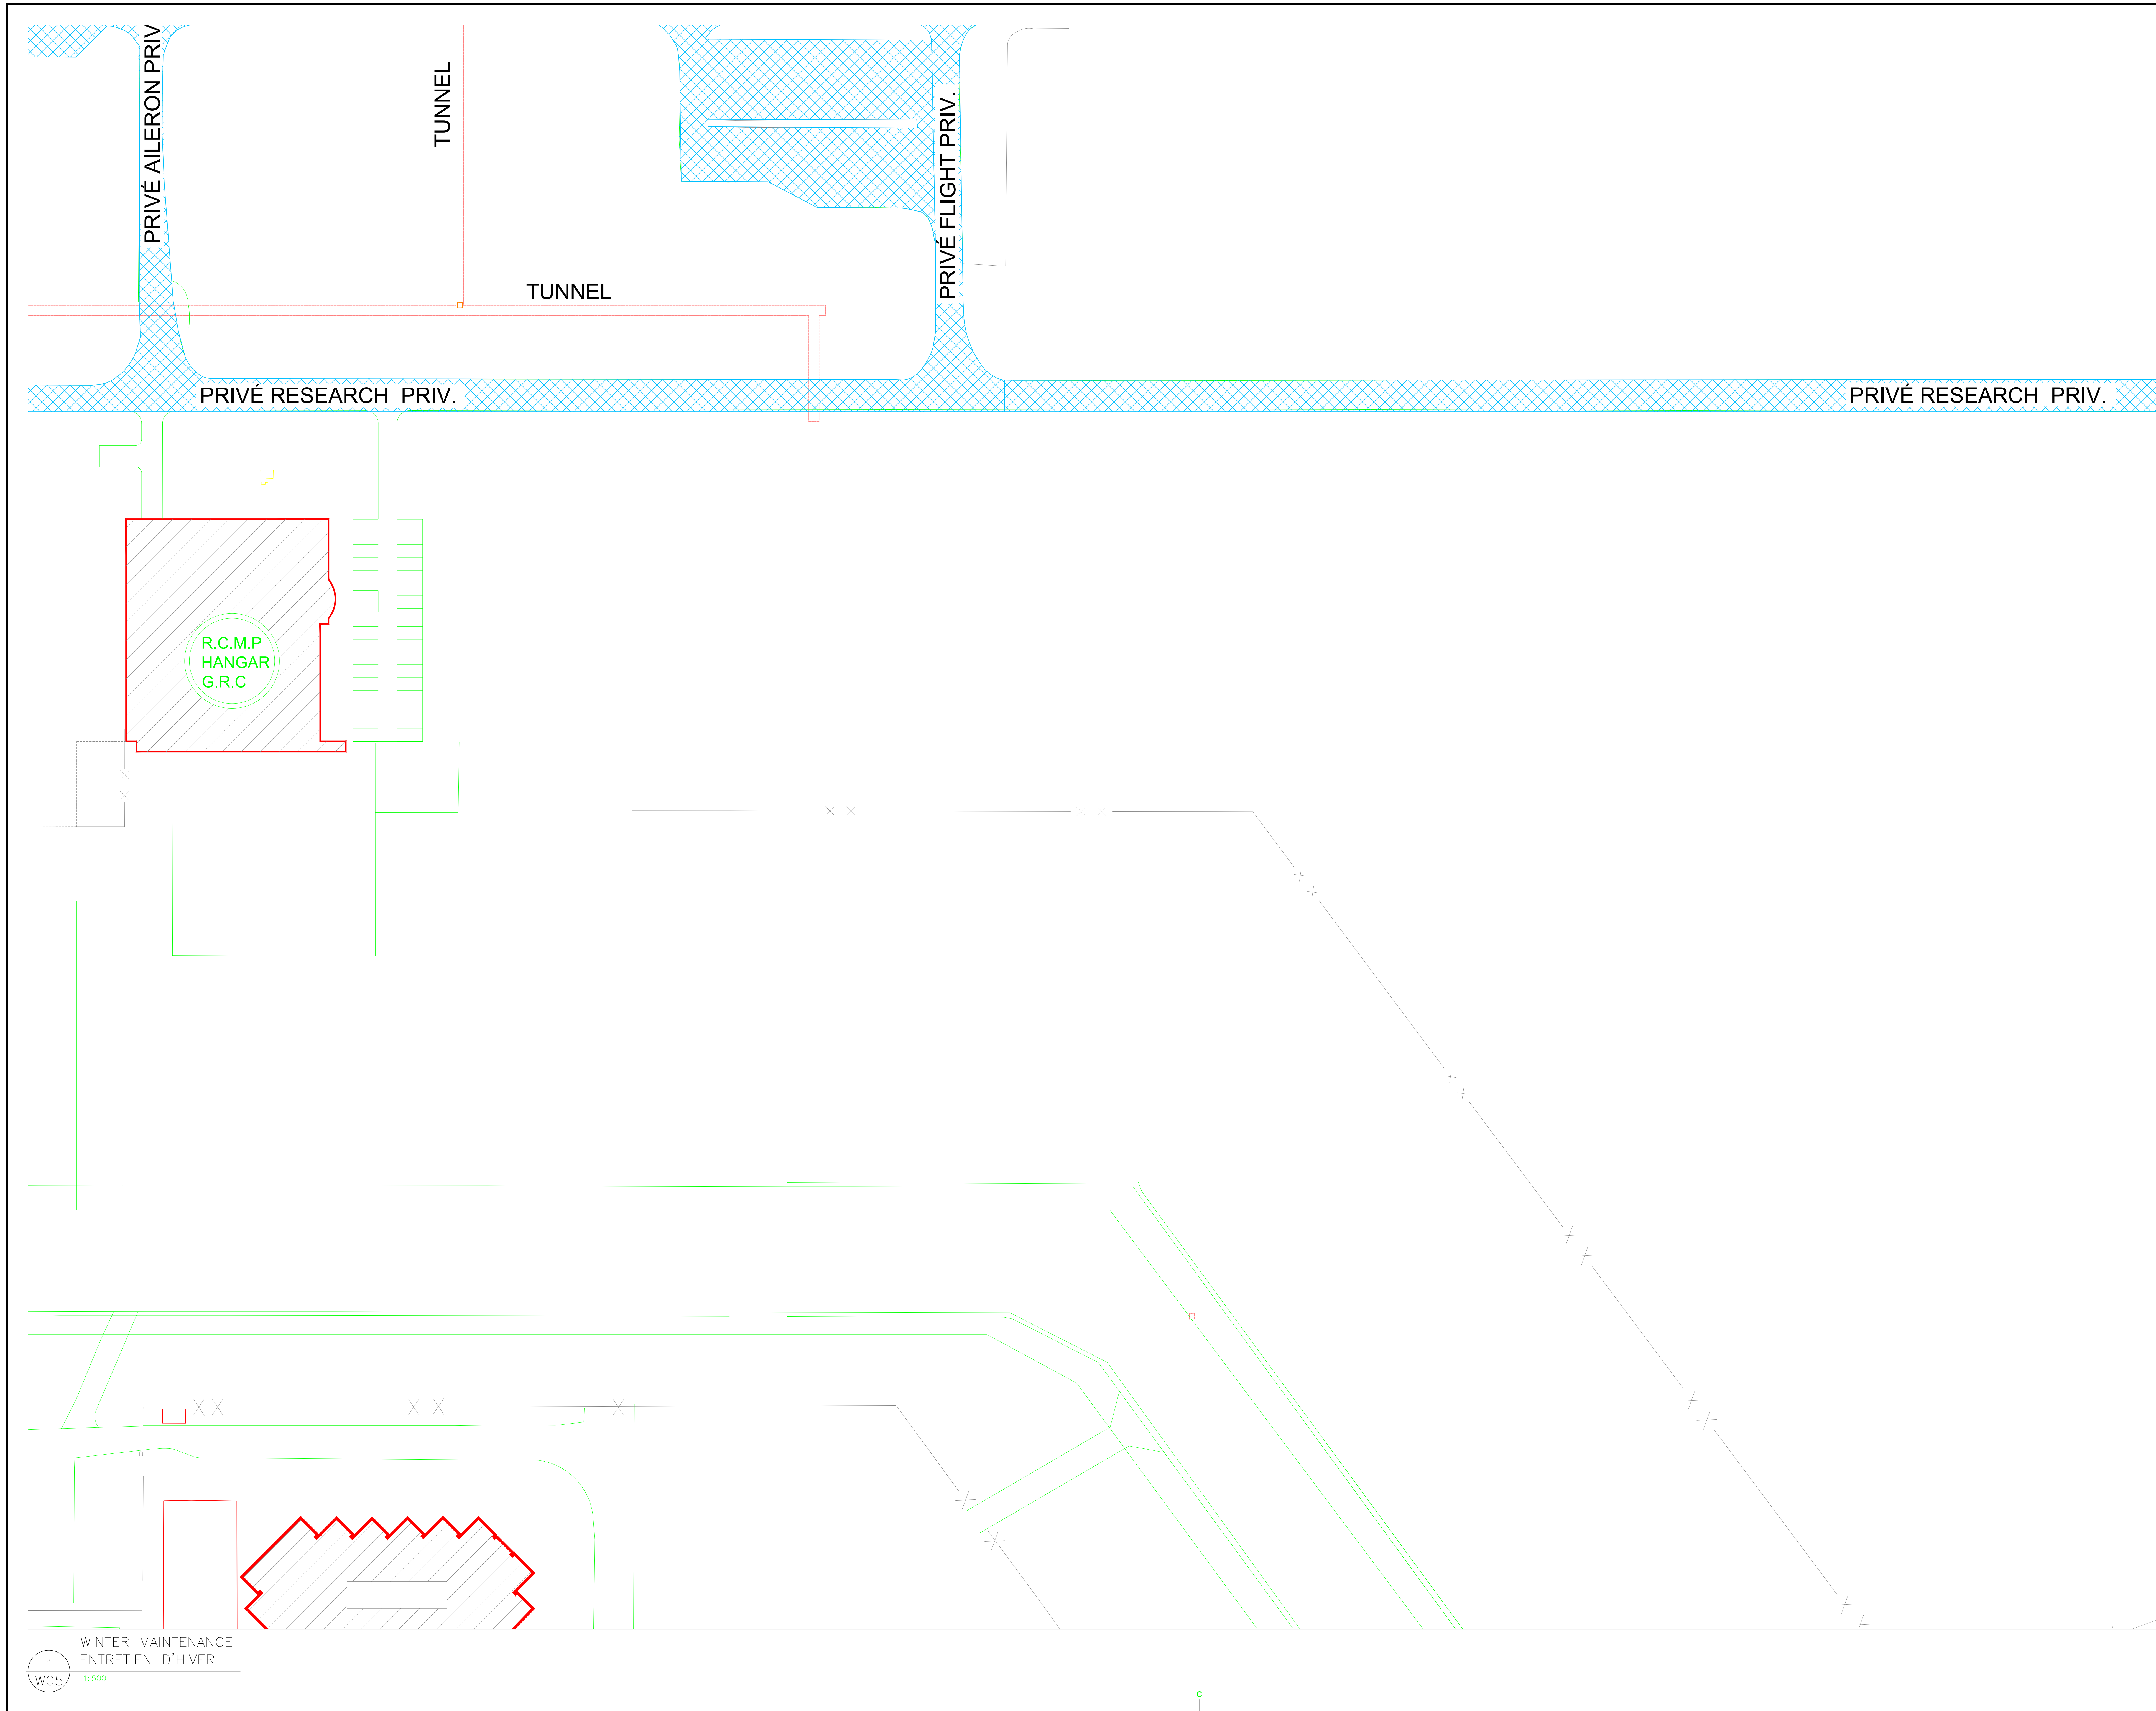 PRIVÉ AILERON PRIV
TUNNEL
PRIVÉ FLIGHT PRIV.
TUNNEL
PRIVÉ RESEARCH PRIV.
PRIVÉ RESEARCH PRIV.
R.C.M.P
HANGAR
G.R.C
WINTER MAINTENANCE
ENTRETIEN D'HIVER
1
W05
1:500
C